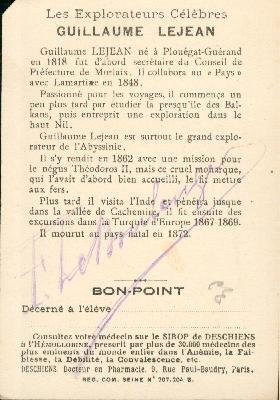 Les Explorateurs Célèbres
GUILLAUME LEJEAN
Guillaume LEJEAN né à Plouégat-Guérand
en 1818 fut d'abord secrétaire du Conseil de
Préfecture de Morlaix. Il collabora au « Pays »
avec Lamartine en 1848.
Passionné pour les voyages, il commença un
peu plus tard par étudier la presqu'île des Bal-
kans, puis entreprit une exploration dans le
haut Nil.
Guillaume Lejean est surtout le grand explo-
rateur de l'Abyssinie.
Il s'y rendit en 1862 avec une mission pour
le négus Théodoros II, mais ce cruel monarque,
qui l'avait d'abord bien accueilli, le fit mettre
aux fers.
Plus tard il visita l'Inde et pénétra jusque
dans la vallée de Cachemire, il fit ensuite des
excursions dans la Turquie d'Europe 1867-1869.
Il mourut au pays natal en 1872.
BON-POINT
Décerné à l'élève
Consultez votre médecin sur le SIROP de DESCHIENS
à l'HÉMOGLOBINE, prescrit par plus de 30.000 médecins des
plus éminents du monde entier dans l'Anémie, la Fai-
blesse, la Débilité, la Convalescence, etc.
DESCHIENS, Docteur en Pharmacie, 9, Rue Paul-Baudry, Paris.
REG. COM. SEINE N° 207.204 B.